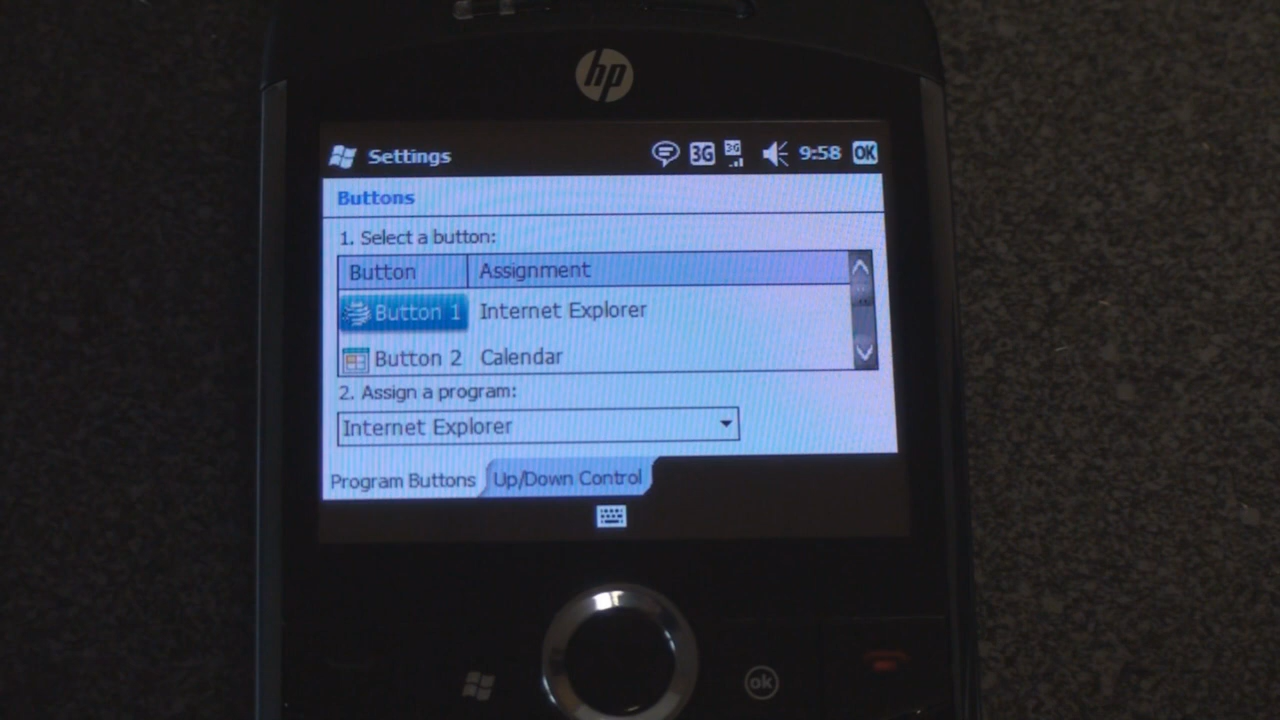 hp
Settings 3G 3G 9:58 OK
Buttons
1. Select a button:
Button Assignment
Button 1 Internet Explorer
Button 2 Calendar
2. Assign a program:
Internet Explorer
Program Buttons Up/Down Control
ok